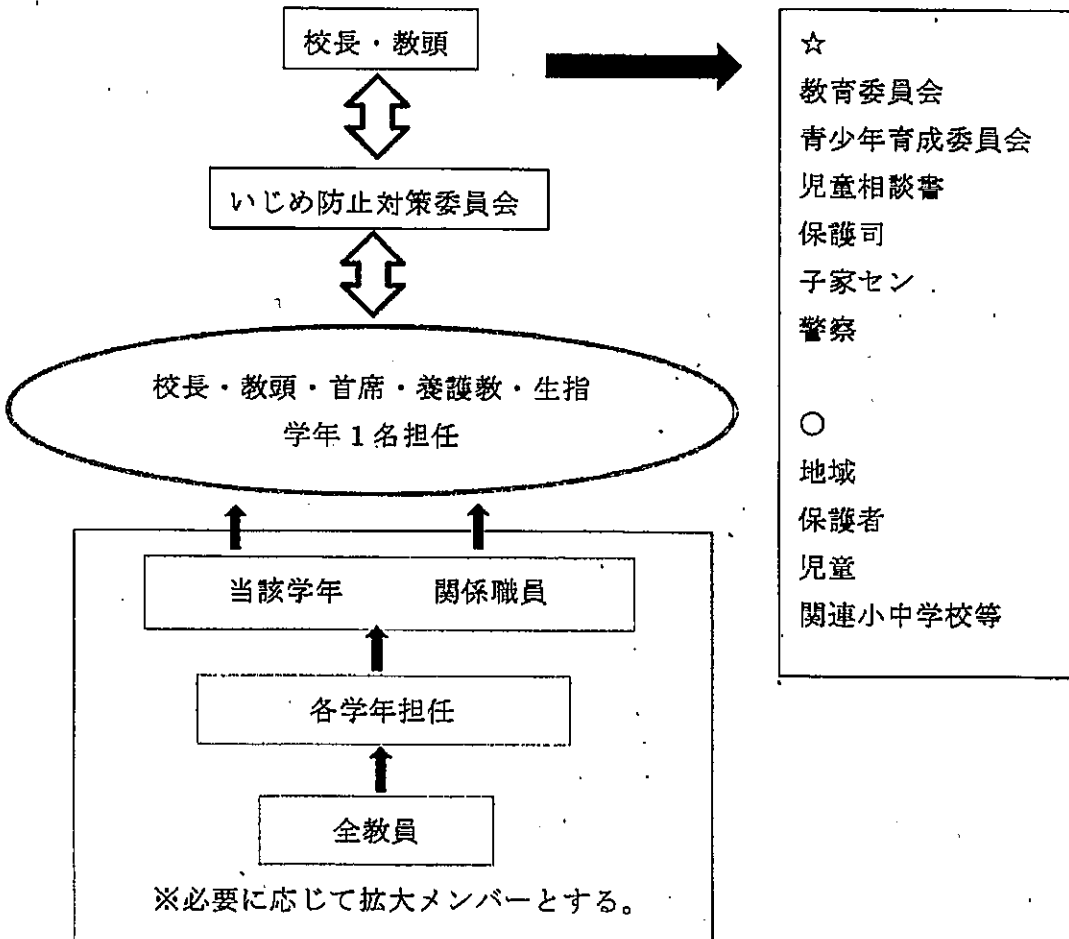 校長・教頭
いじめ防止対策委員会
校長・教頭・首席・養護教・生指
学年1名担任
当該学年 関係職員
各学年担任
全教員
※必要に応じて拡大メンバーとする。
☆
教育委員会
青少年育成委員会
児童相談書
保護司
子家セン
警察
○
地域
保護者
児童
関連小中学校等